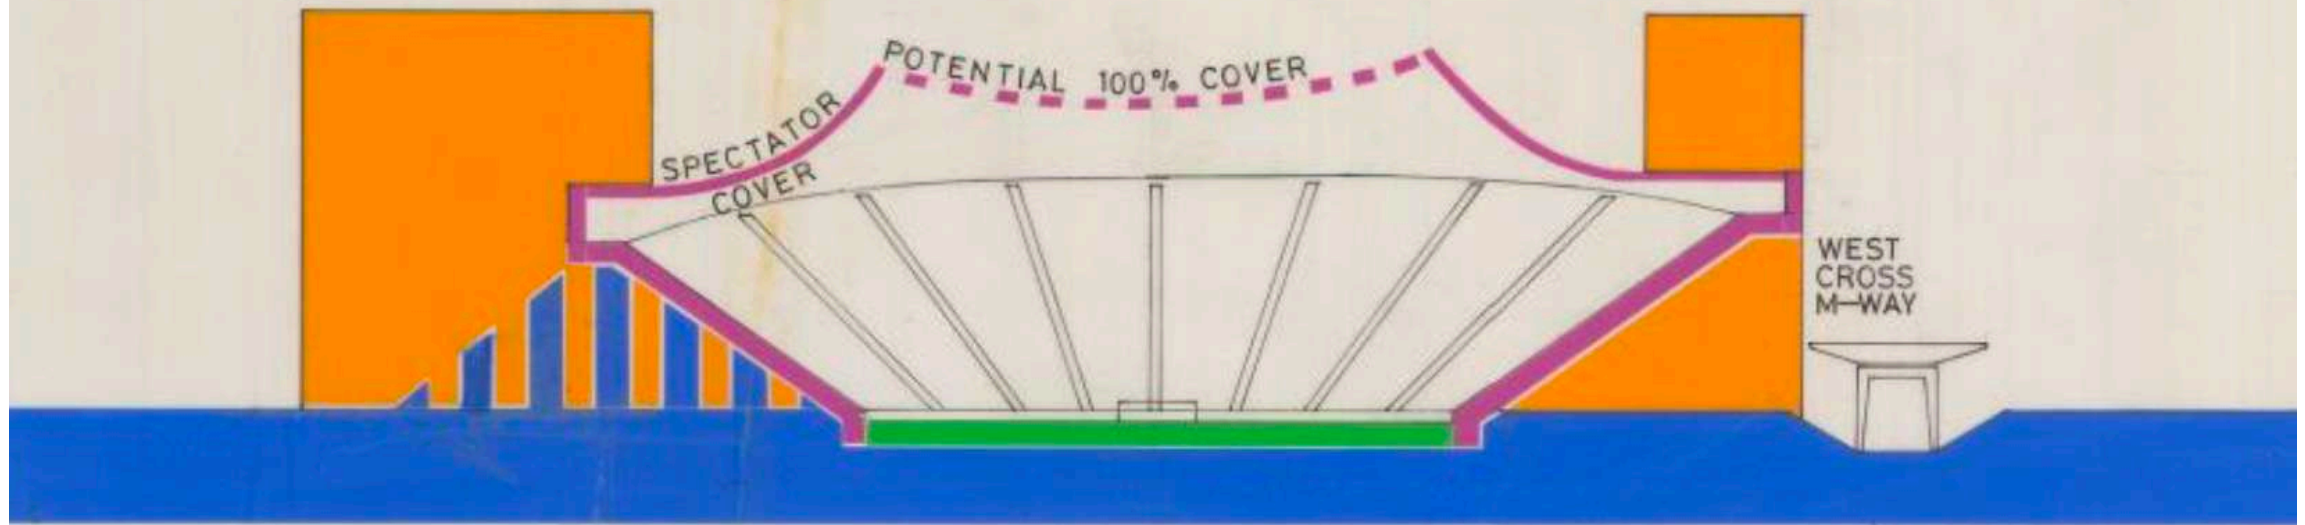 POTENTIAL 100% COVER
SPECTATOR
COVER
WEST
CROSS
M-WAY